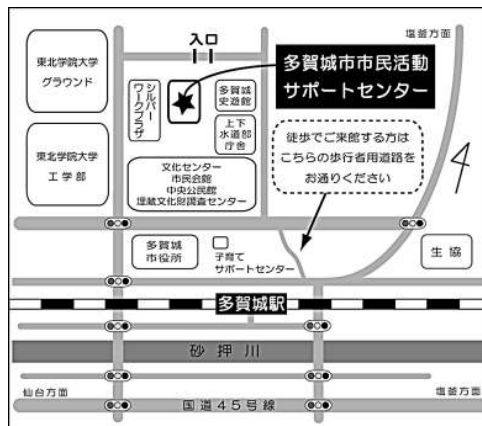 塩釜方面
入口
東北学院大学
グラウンド
シルバー
ワークプラザ
多賀城
史遊館
多賀城市市民活動
サポートセンター
上下
水道部
庁舎
徒歩でご来館する方は
こちらの歩行者用道路を
お通りください
東北学院大学
工学部
文化センター
市民会館
中央公民館
埋蔵文化財調査センター
多賀城
市役所
子育て
サポートセンター
生協
多賀城駅
砂押川
仙台方面
国道45号線
塩釜方面